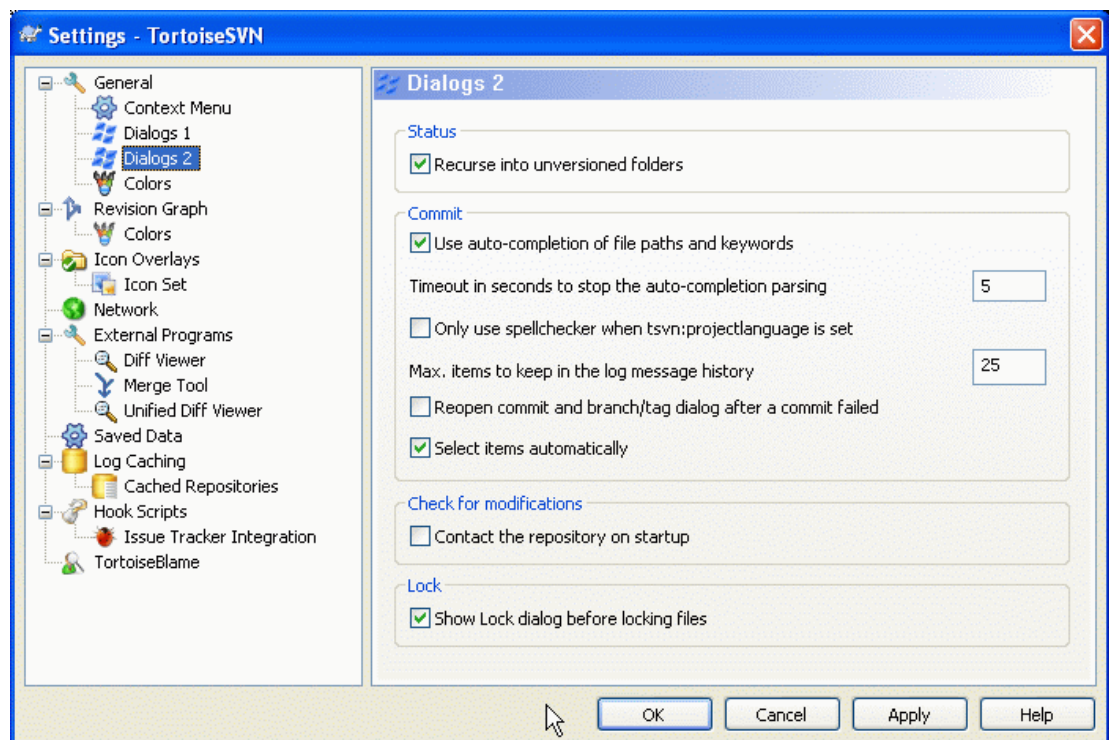 Settings - TortoiseSVN
General
Context Menu
Dialogs 1
Dialogs 2
Colors
Revision Graph
Colors
Icon Overlays
Icon Set
Network
External Programs
Diff Viewer
Merge Tool
Unified Diff Viewer
Saved Data
Log Caching
Cached Repositories
Hook Scripts
Issue Tracker Integration
TortoiseBlame
Dialogs 2
Status
Recurse into unversioned folders
Commit
Use auto-completion of file paths and keywords
Timeout in seconds to stop the auto-completion parsing 5
Only use spellchecker when tsvn:projectlanguage is set
Max. items to keep in the log message history 25
Reopen commit and branch/tag dialog after a commit failed
Select items automatically
Check for modifications
Contact the repository on startup
Lock
Show Lock dialog before locking files
OK Cancel Apply Help